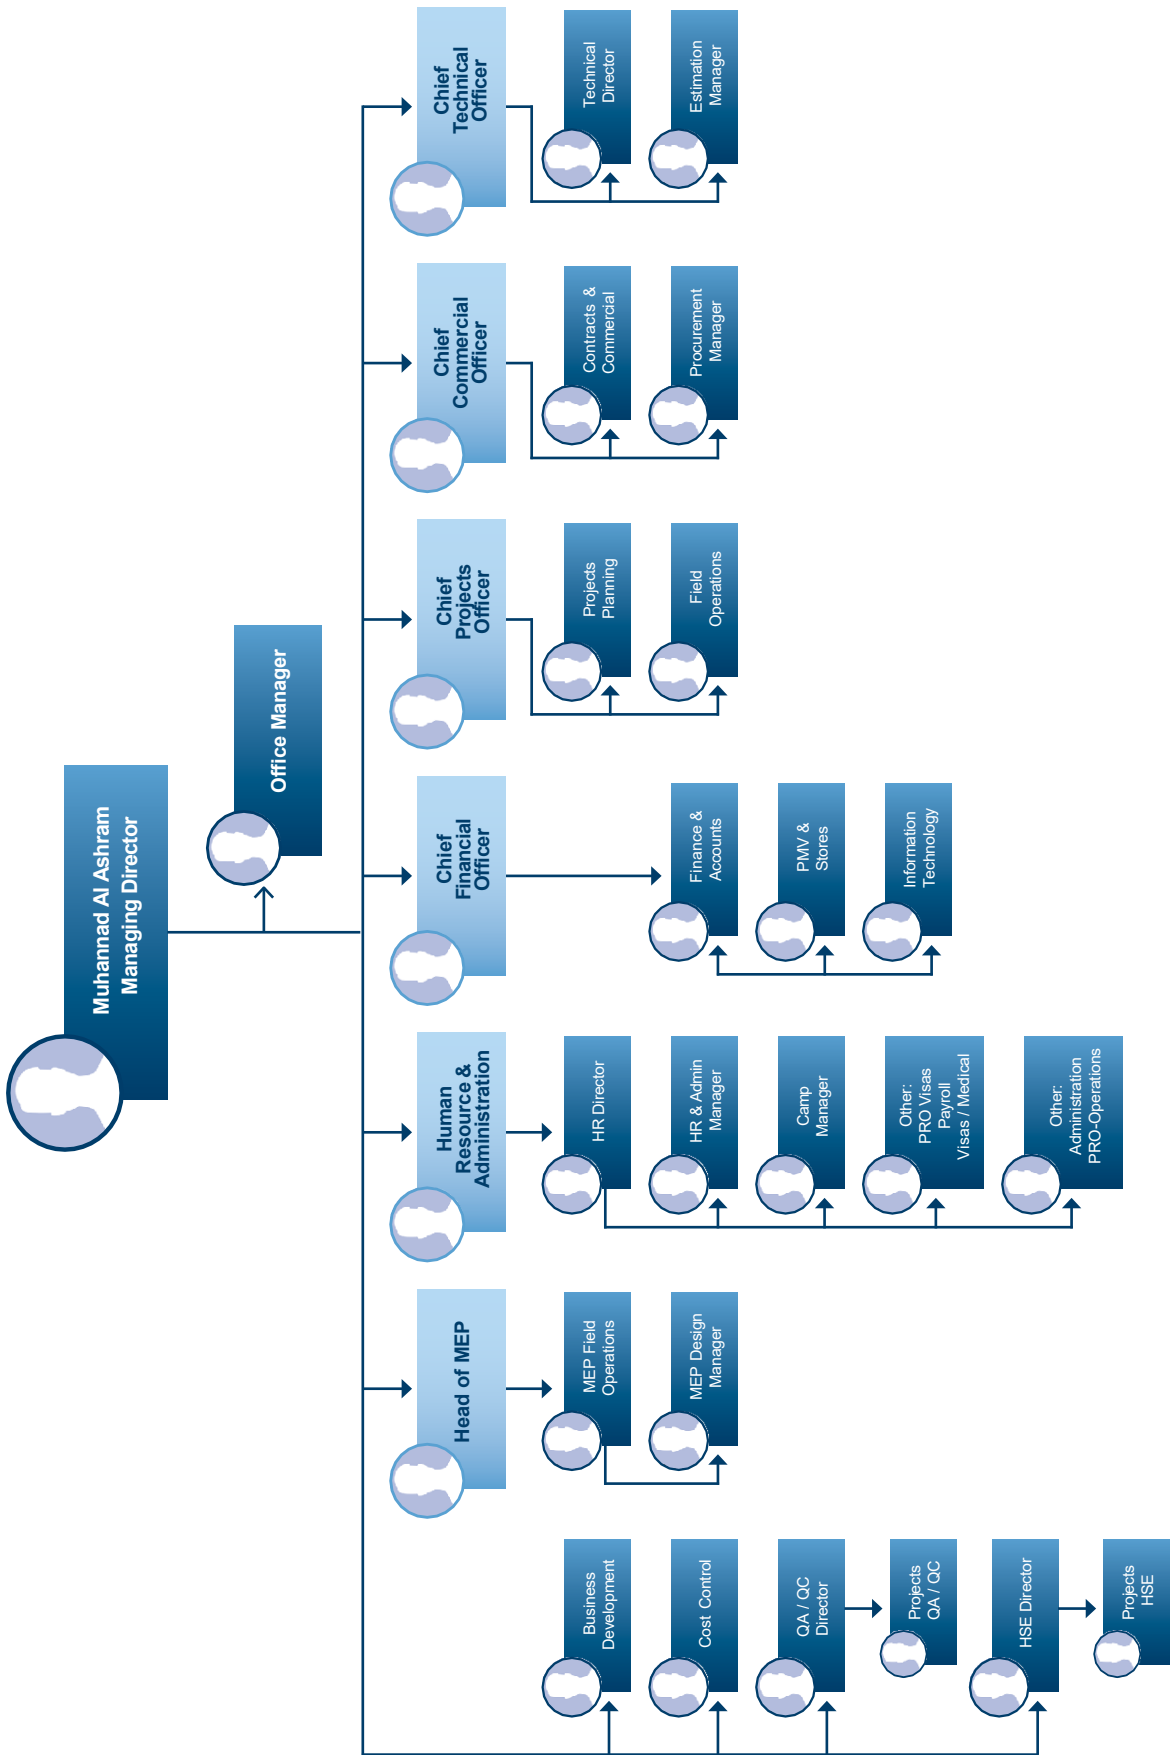 Muhannad Al Ashram
Managing Director
Office Manager
Business
Development
Cost Control
QA / QC
Director
Projects
QA / QC
HSE Director
Projects
HSE
Head of MEP
MEP Field
Operations
MEP Design
Manager
Human
Resource &
Administration
HR Director
HR & Admin
Manager
Camp
Manager
Other:
PRO Visas
Payroll
Visas / Medical
Other:
Administration
PRO-Operations
Chief
Financial
Officer
Finance &
Accounts
PMV &
Stores
Information
Technology
Chief
Projects
Officer
Projects
Planning
Field
Operations
Chief
Commercial
Officer
Contracts &
Commercial
Procurement
Manager
Chief
Technical
Officer
Technical
Director
Estimation
Manager